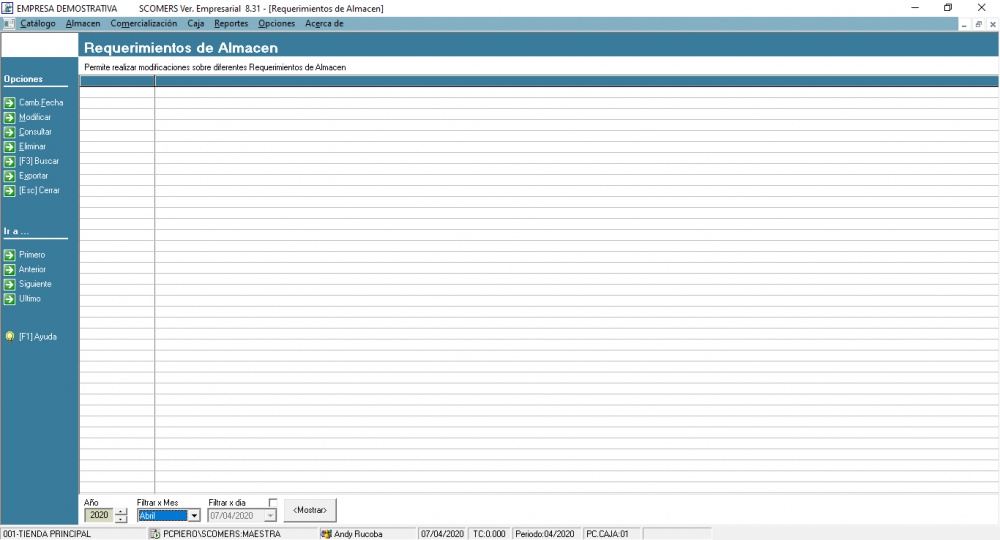 EMPRESA DEMOSTRATIVA SCOMERS Ver. Empresarial 8.31 - [Requerimientos de Almacen]
Catálogo Almacen Comercialización Caja Reportes Opciones Acerca de
Requerimientos de Almacen
Permite realizar modificaciones sobre diferentes Requerimientos de Almacen
Opciones
Camb.Fecha
Modificar
Consultar
Eliminar
[F3] Buscar
Exportar
[Esc] Cerrar
Ir a ...
Primero
Anterior
Siguiente
Ultimo
[F1] Ayuda
Año Filtrar x Mes Filtrar x dia
2020 Abril 07/04/2020 <Mostrar>
001-TIENDA PRINCIPAL PCPIERO\SCOMERS:MAESTRA Andy Rucoba 07/04/2020 TC:0.000 Periodo:04/2020 PC.CAJA:01